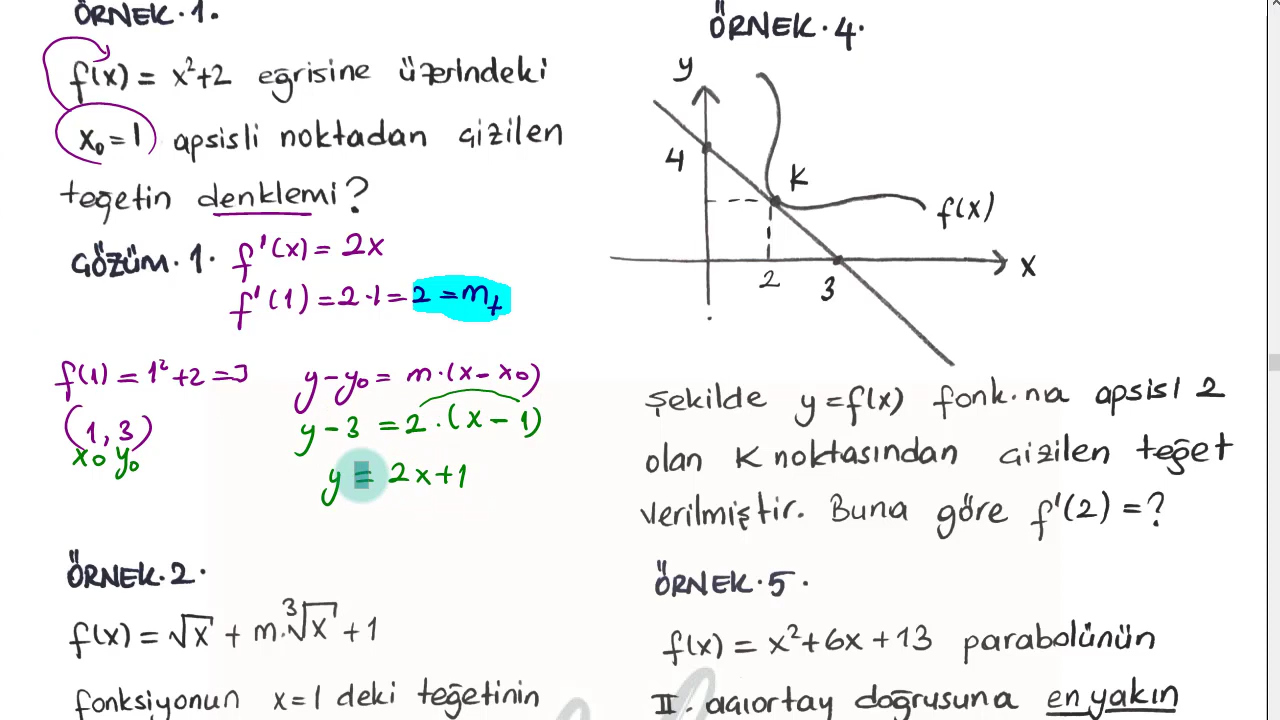 ÖRNEK.1.
f(x) = x²+2 eğrisine üzerindeki
x₀=1 apsisli noktadan çizilen
teğetin denklemi?
ÇÖZÜM.1. f'(x) = 2x
f'(1) = 2·1 = 2 = mₜ
f(1) = 1²+2 = 3
(1, 3)
x₀ y₀
y-y₀ = m·(x-x₀)
y-3 = 2·(x-1)
y = 2x+1
ÖRNEK.2.
f(x) = √x + m·³√x + 1
fonksiyonun x=1 deki teğetinin
ÖRNEK.4.
y
4
K
f(x)
x
2
3
Şekilde y=f(x) fonk.na apsisi 2
olan K noktasından çizilen teğet
verilmiştir. Buna göre f'(2) = ?
ÖRNEK.5.
f(x) = x²+6x+13 parabolünün
II. açıortay doğrusuna en yakın